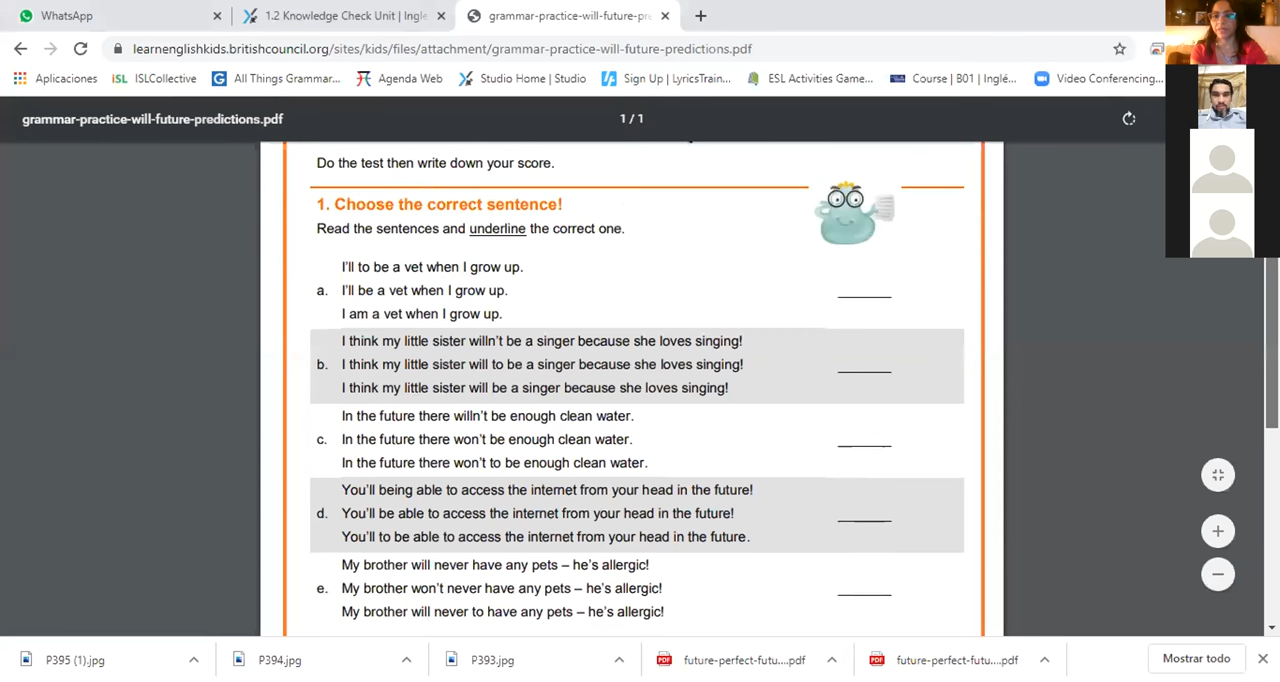 WhatsApp
1.2 Knowledge Check Unit | Ingle
grammar-practice-will-future-pre
learnenglishkids.britishcouncil.org/sites/kids/files/attachment/grammar-practice-will-future-predictions.pdf
Aplicaciones
ISL ISLCollective
G All Things Grammar...
Agenda Web
Studio Home | Studio
Sign Up | LyricsTrain...
ESL Activities Game...
Course | B01 | Inglé...
Video Conferencing...
grammar-practice-will-future-predictions.pdf
1 / 1
Do the test then write down your score.
1. Choose the correct sentence!
Read the sentences and underline the correct one.
I'll to be a vet when I grow up.
a. I'll be a vet when I grow up.
I am a vet when I grow up.
I think my little sister willn't be a singer because she loves singing!
b. I think my little sister will to be a singer because she loves singing!
I think my little sister will be a singer because she loves singing!
In the future there willn't be enough clean water.
c. In the future there won't be enough clean water.
In the future there won't to be enough clean water.
You'll being able to access the internet from your head in the future!
d. You'll be able to access the internet from your head in the future!
You'll to be able to access the internet from your head in the future.
My brother will never have any pets – he's allergic!
e. My brother won't never have any pets – he's allergic!
My brother will never to have any pets – he's allergic!
P395 (1).jpg
P394.jpg
P393.jpg
PDF future-perfect-futu....pdf
PDF future-perfect-futu....pdf
Mostrar todo